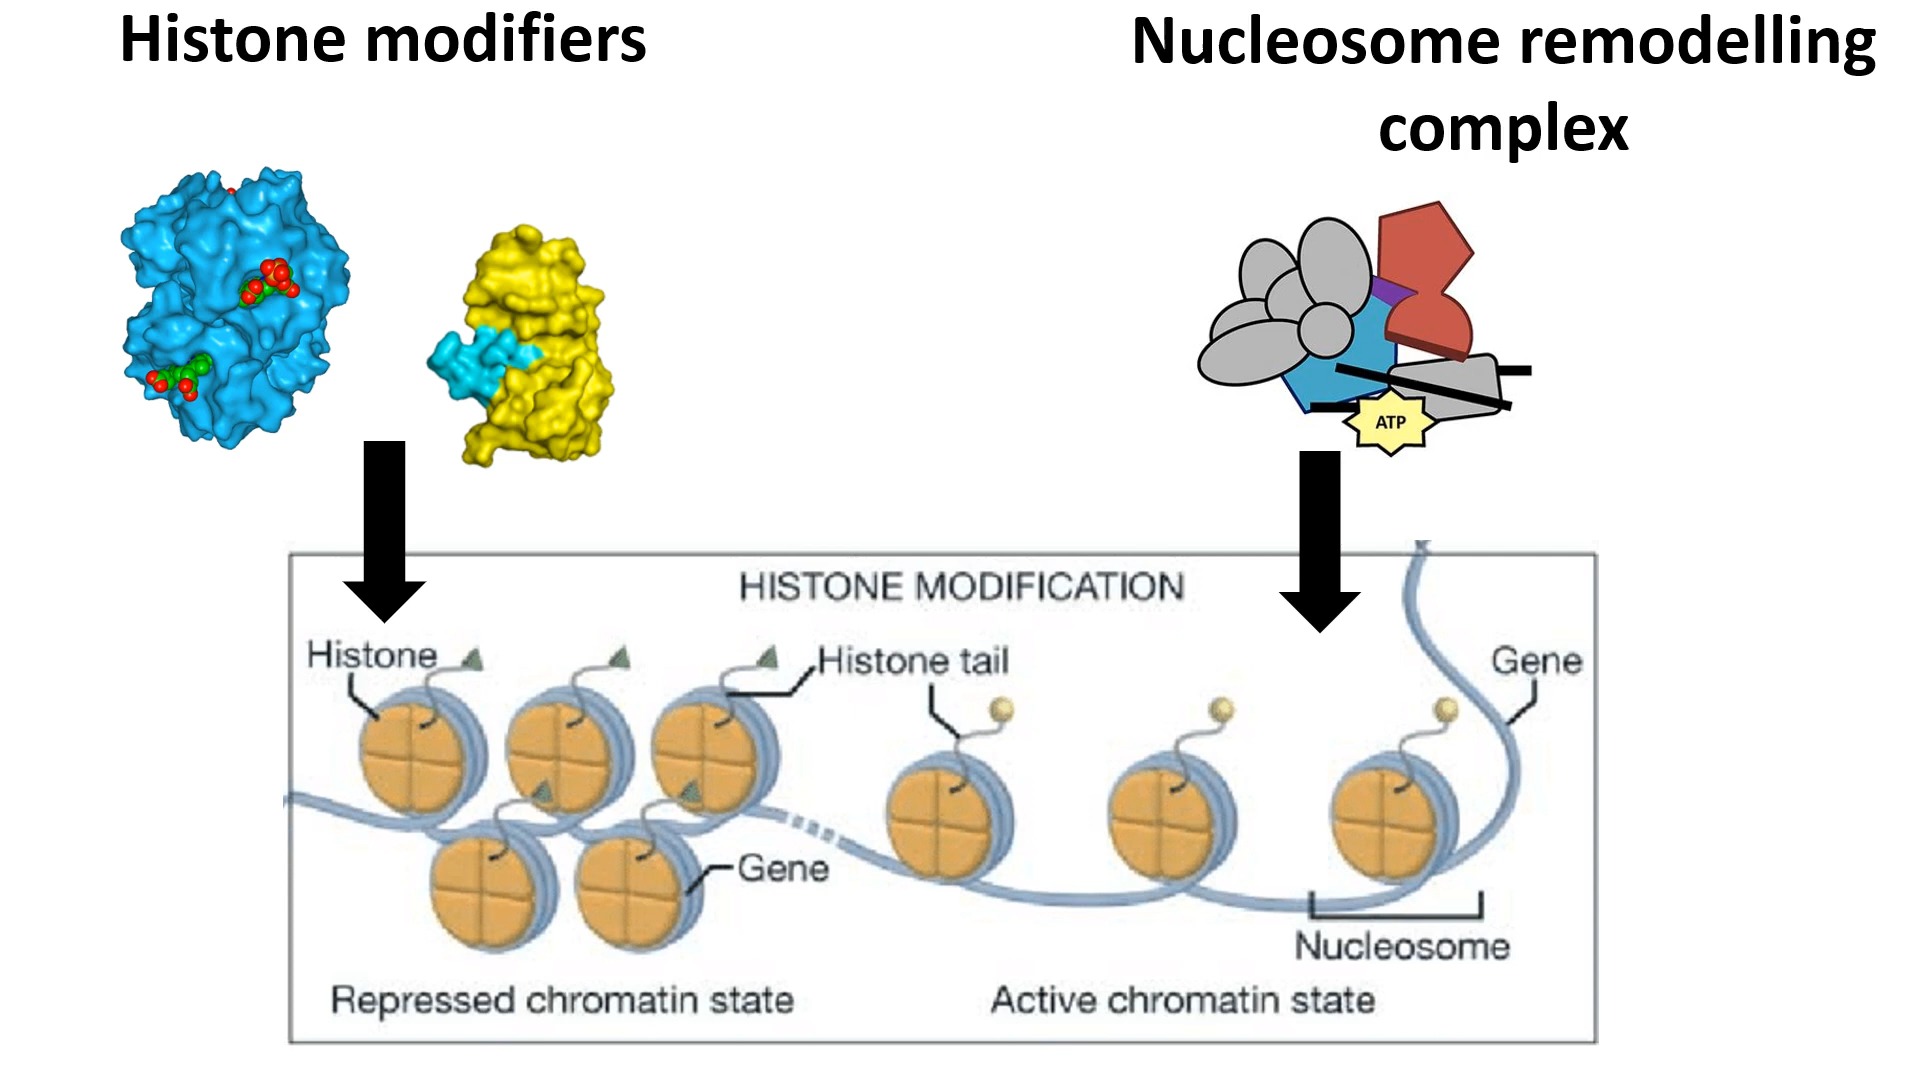 Histone modifiers
Nucleosome remodelling
complex
ATP
HISTONE MODIFICATION
Histone
Histone tail
Gene
Gene
Nucleosome
Repressed chromatin state
Active chromatin state